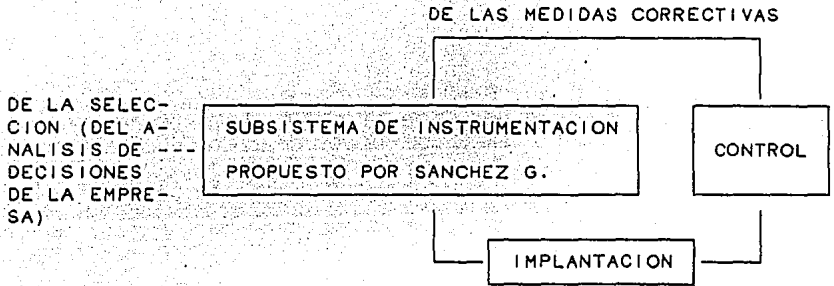 DE LAS MEDIDAS CORRECTIVAS
DE LA SELEC-
CION (DEL A-
NALISIS DE ---
DECISIONES
DE LA EMPRE-
SA)
SUBSISTEMA DE INSTRUMENTACION
PROPUESTO POR SANCHEZ G.
CONTROL
IMPLANTACION